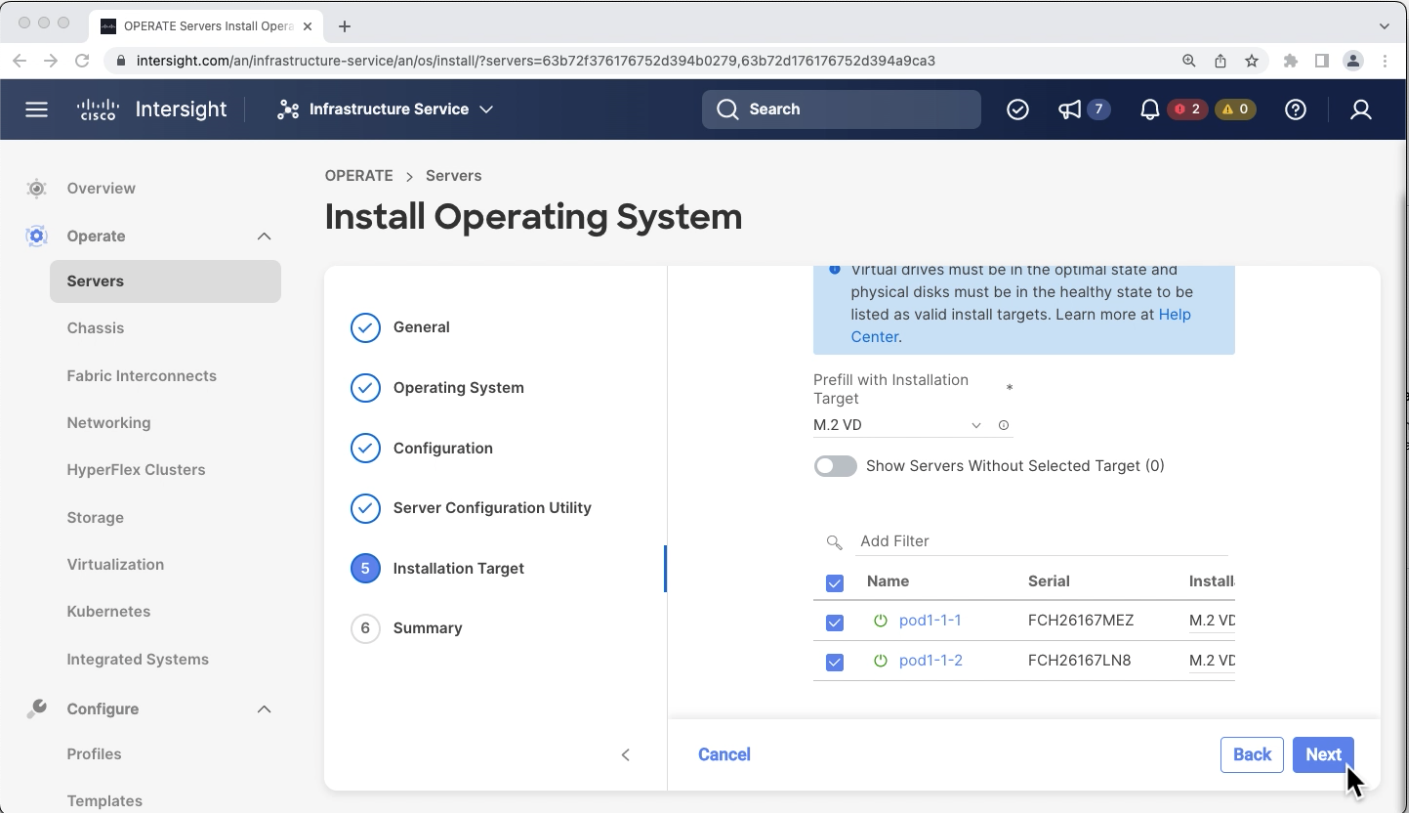 OPERATE Servers Install Opera
intersight.com/an/infrastructure-service/an/os/install/?servers=63b72f376176752d394b0279,63b72d176176752d394a9ca3
cisco Intersight Infrastructure Service Search 7 2 0
Overview
Operate
Servers
Chassis
Fabric Interconnects
Networking
HyperFlex Clusters
Storage
Virtualization
Kubernetes
Integrated Systems
Configure
Profiles
Templates
OPERATE > Servers
Install Operating System
General
Operating System
Configuration
Server Configuration Utility
5 Installation Target
6 Summary
Virtual drives must be in the optimal state and
physical disks must be in the healthy state to be
listed as valid install targets. Learn more at Help
Center.
Prefill with Installation
Target *
M.2 VD
Show Servers Without Selected Target (0)
Add Filter
Name Serial Install
pod1-1-1 FCH26167MEZ M.2 VD
pod1-1-2 FCH26167LN8 M.2 VD
Cancel Back Next